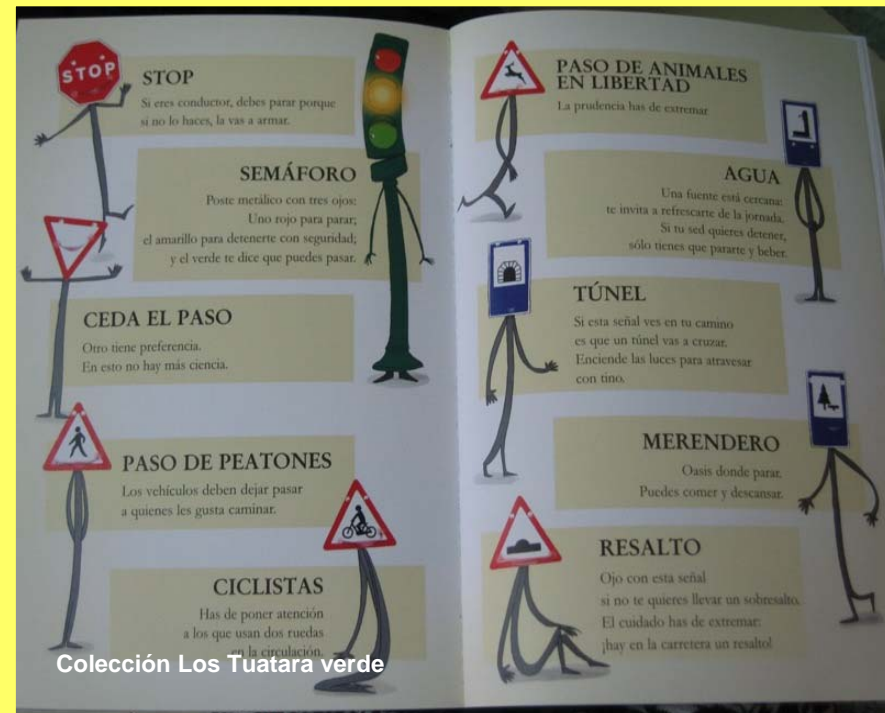 STOP
STOP
Si eres conductor, debes parar porque
si no lo haces, la vas a armar.
SEMÁFORO
Poste metálico con tres ojos:
Uno rojo para parar;
el amarillo para detenerte con seguridad;
y el verde te dice que puedes pasar.
CEDA EL PASO
Otro tiene preferencia.
En esto no hay más ciencia.
PASO DE PEATONES
Los vehículos deben dejar pasar
a quienes les gusta caminar.
CICLISTAS
Has de poner atención
a los que usan dos ruedas
en la circulación.
Colección Los Tuatara verde
PASO DE ANIMALES
EN LIBERTAD
La prudencia has de extremar
AGUA
Una fuente está cercana:
te invita a refrescarte de la jornada.
Si tu sed quieres detener,
sólo tienes que pararte y beber.
TÚNEL
Si esta señal ves en tu camino
es que un túnel vas a cruzar.
Enciende las luces para atravesar
con tino.
MERENDERO
Oasis donde parar.
Puedes comer y descansar.
RESALTO
Ojo con esta señal
si no te quieres llevar un sobresalto.
El cuidado has de extremar:
¡hay en la carretera un resalto!